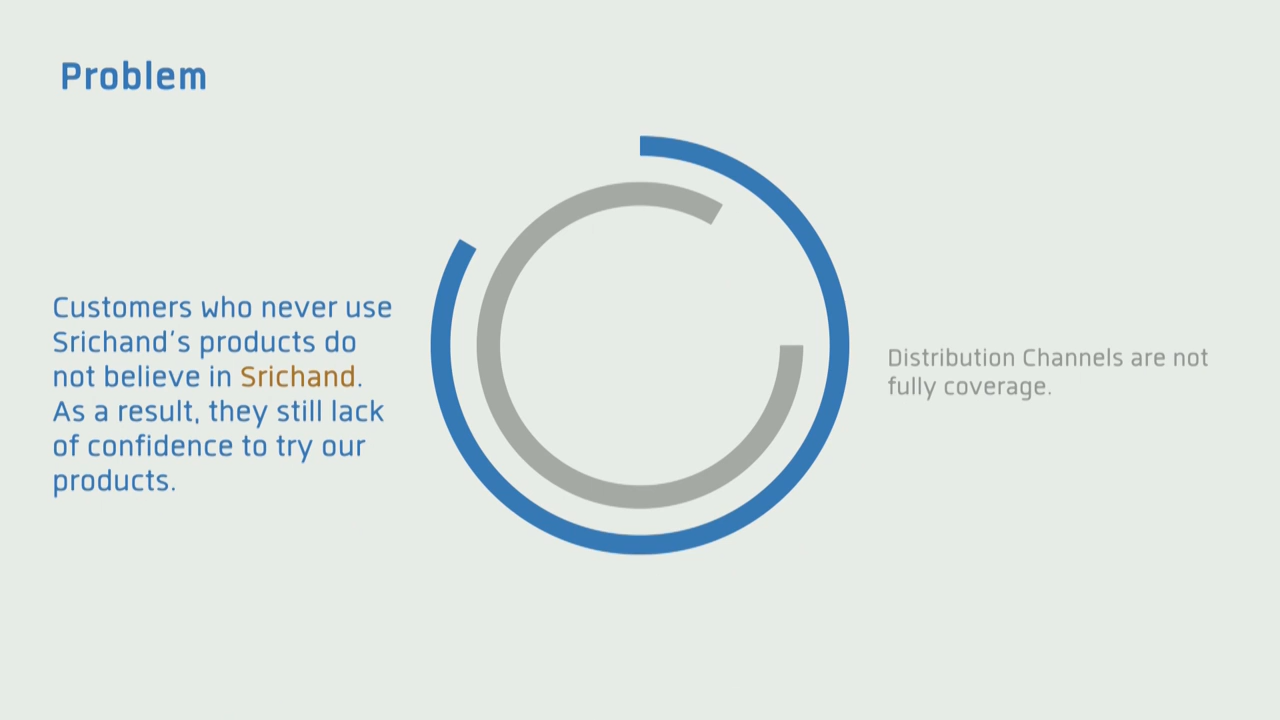 Problem
Customers who never use
Srichand's products do
not believe in Srichand.
As a result, they still lack
of confidence to try our
products.
Distribution Channels are not
fully coverage.